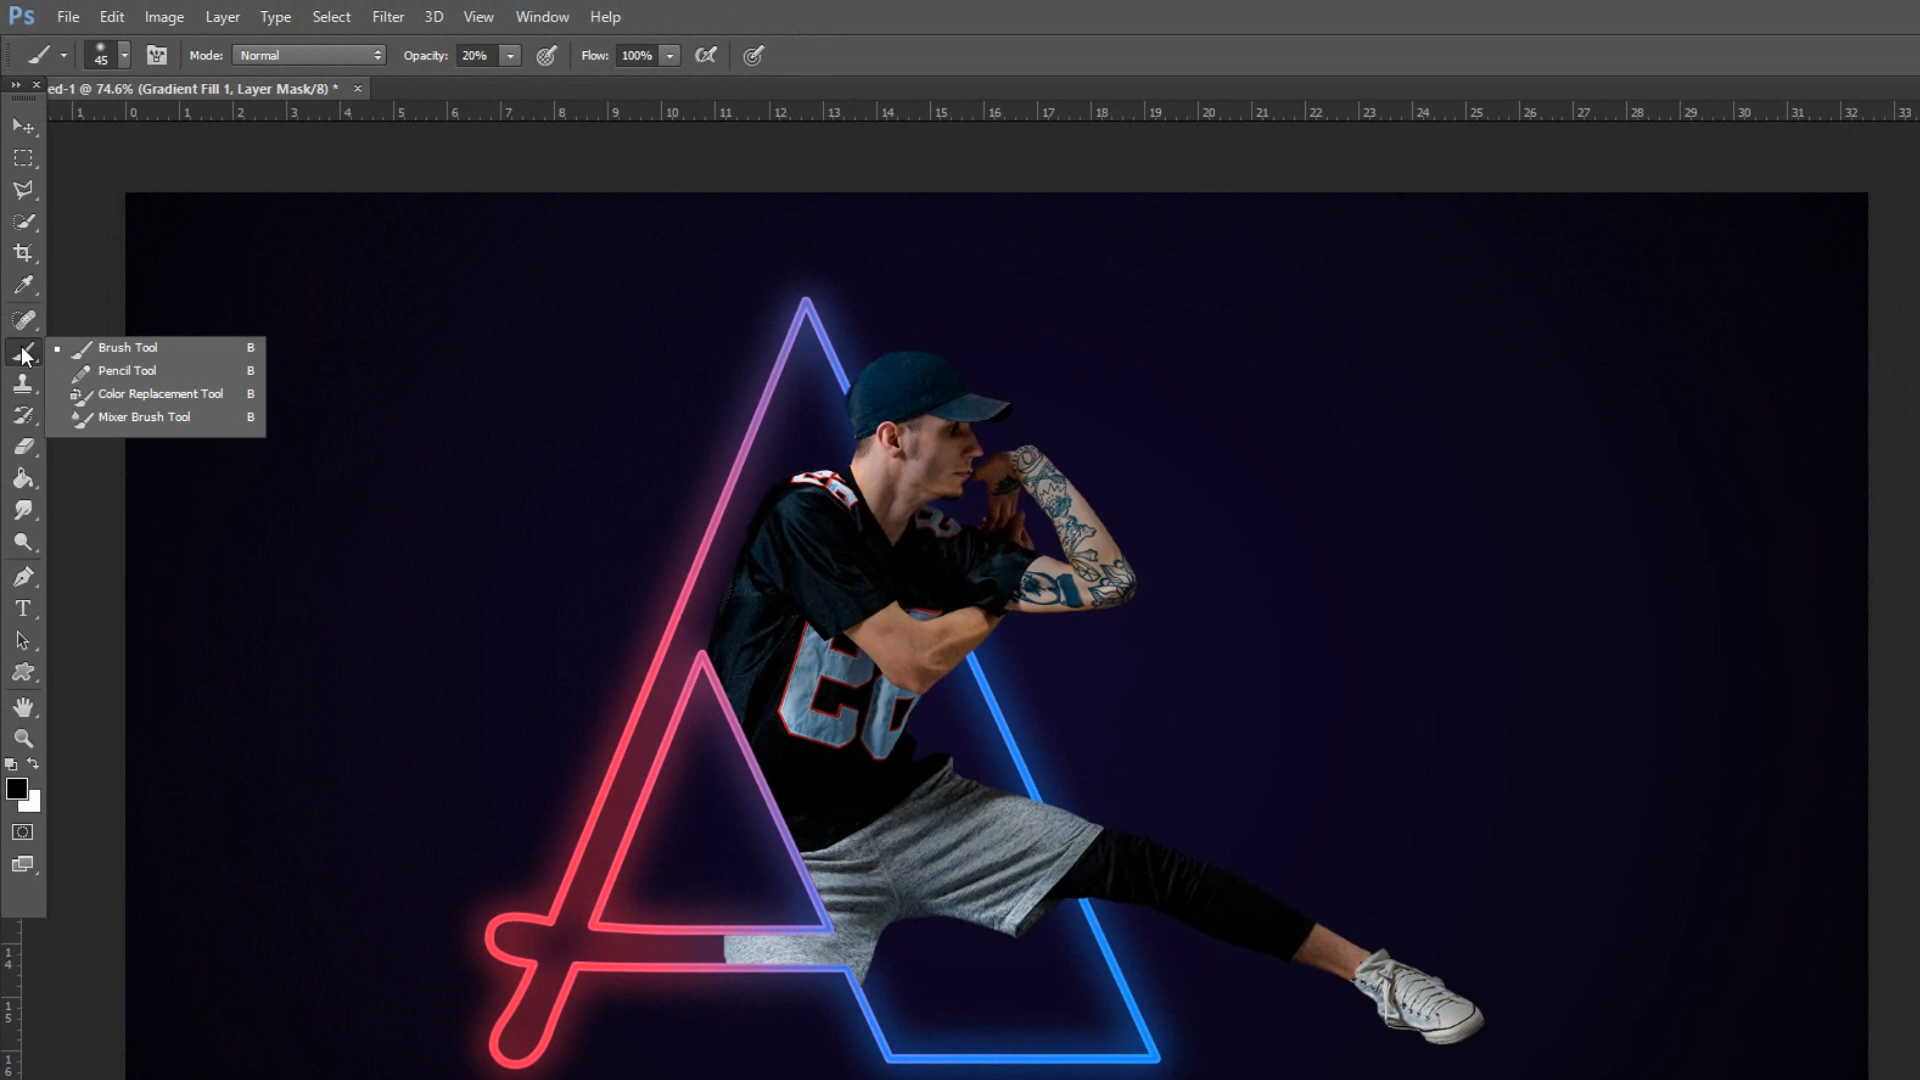 Ps File Edit Image Layer Type Select Filter 3D View Window Help
45 Mode: Normal Opacity: 20% Flow: 100%
ed-1 @ 74.6% (Gradient Fill 1, Layer Mask/8) * ×
1 0 1 2 3 4 5 6 7 8 9 10 11 12 13 14 15 16 17 18 19 20 21 22 23 24 25 26 27 28 29 30 31 32 33
Brush Tool B
Pencil Tool B
Color Replacement Tool B
Mixer Brush Tool B
T
A
14
15
16